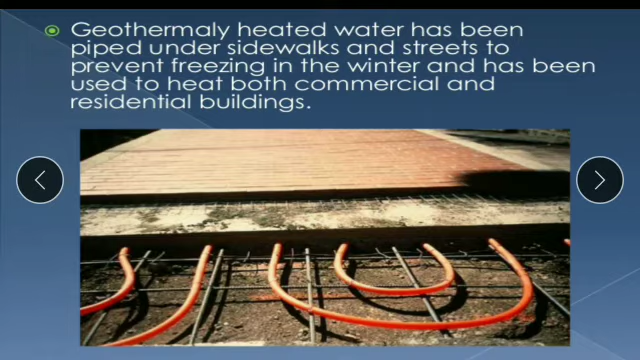 Geothermaly heated water has been
piped under sidewalks and streets to
prevent freezing in the winter and has been
used to heat both commercial and
residential buildings.